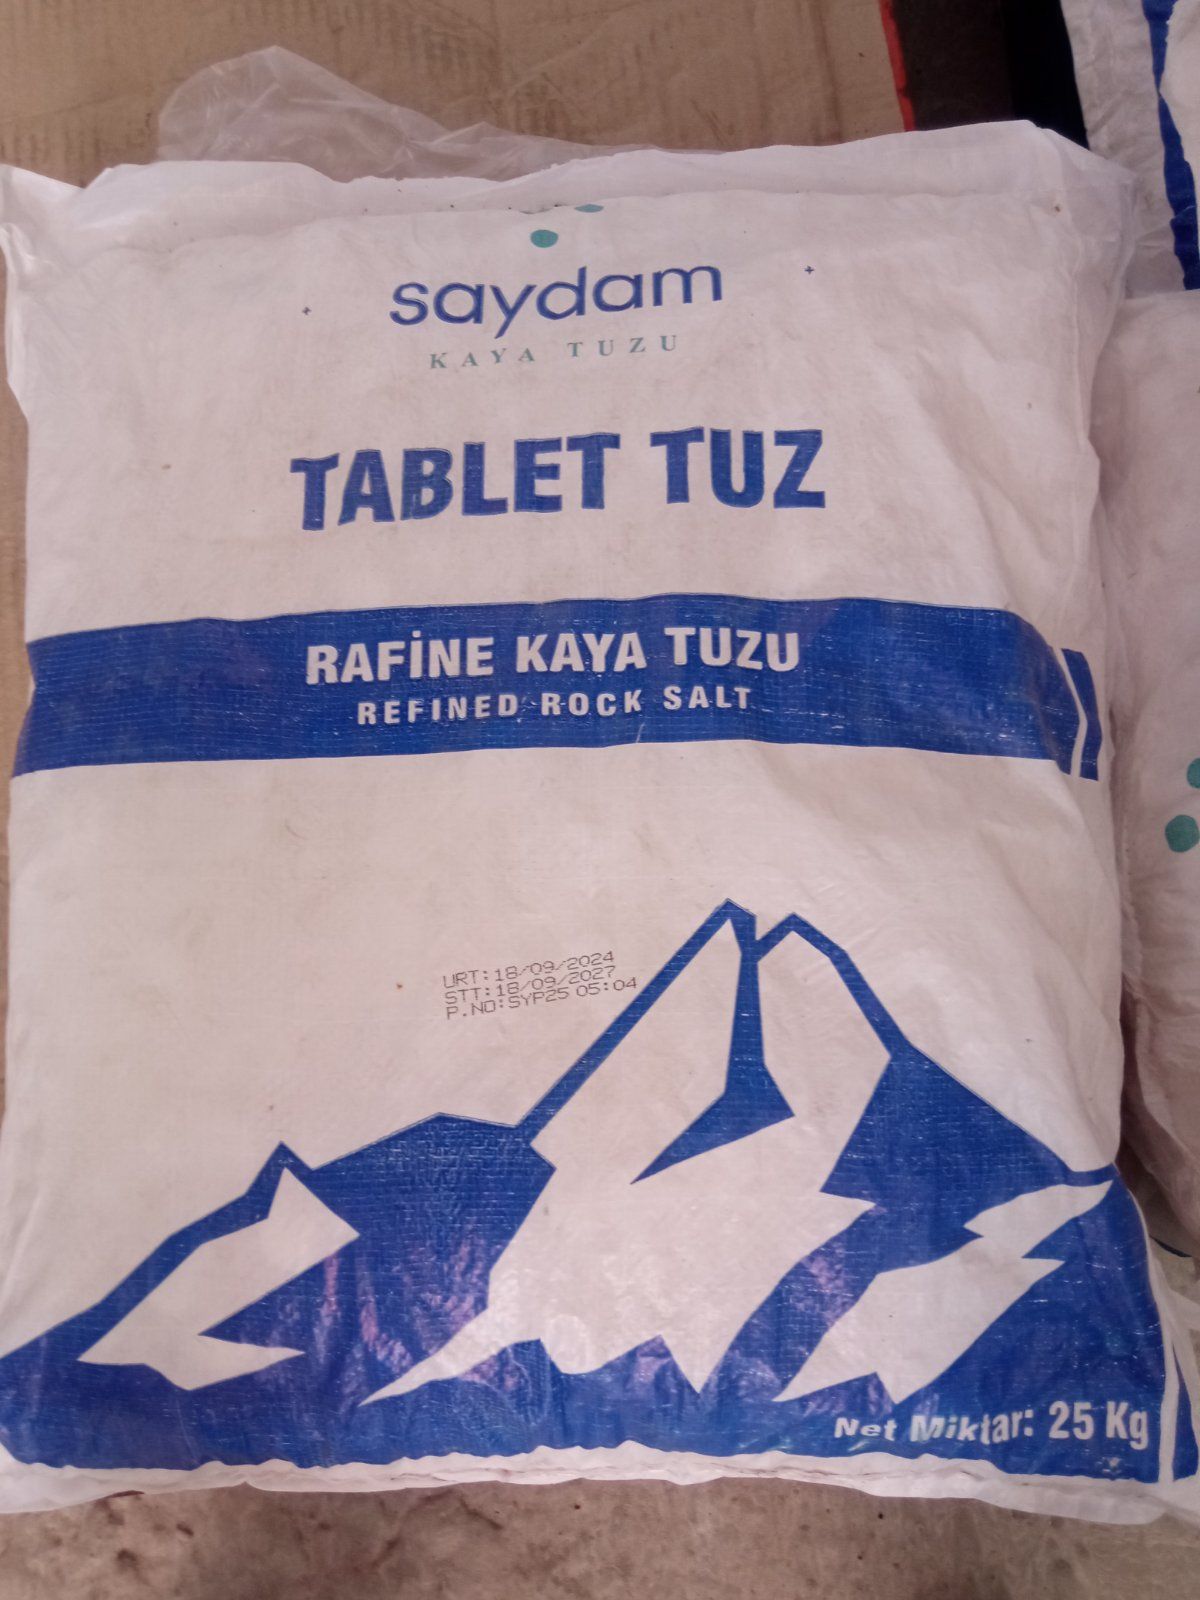 saydam
KAYA TUZU
TABLET TUZ
RAFİNE KAYA TUZU
REFINED ROCK SALT
URT:18/09/2024
STT:18/09/2027
P.NO:SYP25 05:04
Net Miktar: 25 Kg